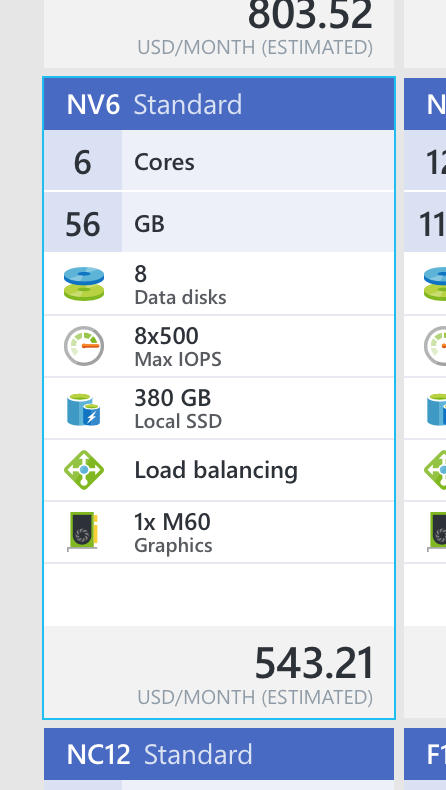 803.52
USD/MONTH (ESTIMATED)
NV6 Standard
6 Cores
56 GB
8
Data disks
8x500
Max IOPS
380 GB
Local SSD
Load balancing
1x M60
Graphics
543.21
USD/MONTH (ESTIMATED)
NC12 Standard